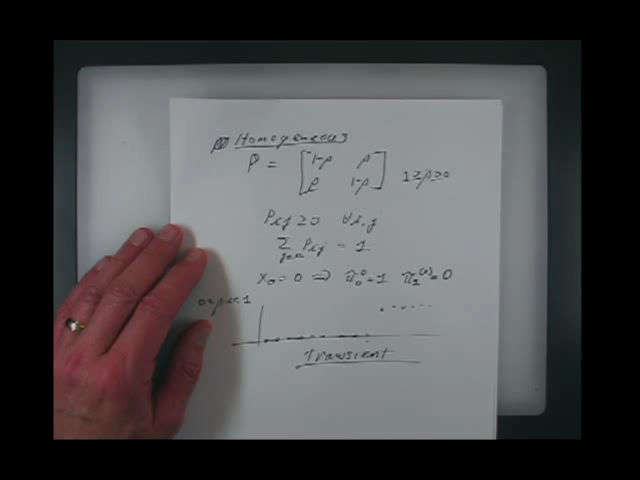 Homogeneous
P = [1-p p
p 1-p] 1≥p≥0
Pij ≥ 0 ∀i,j
∑ Pij = 1
X0 = 0 ⇒ π0^0 = 1 π1^(0) = 0
0<p<<1
Transient